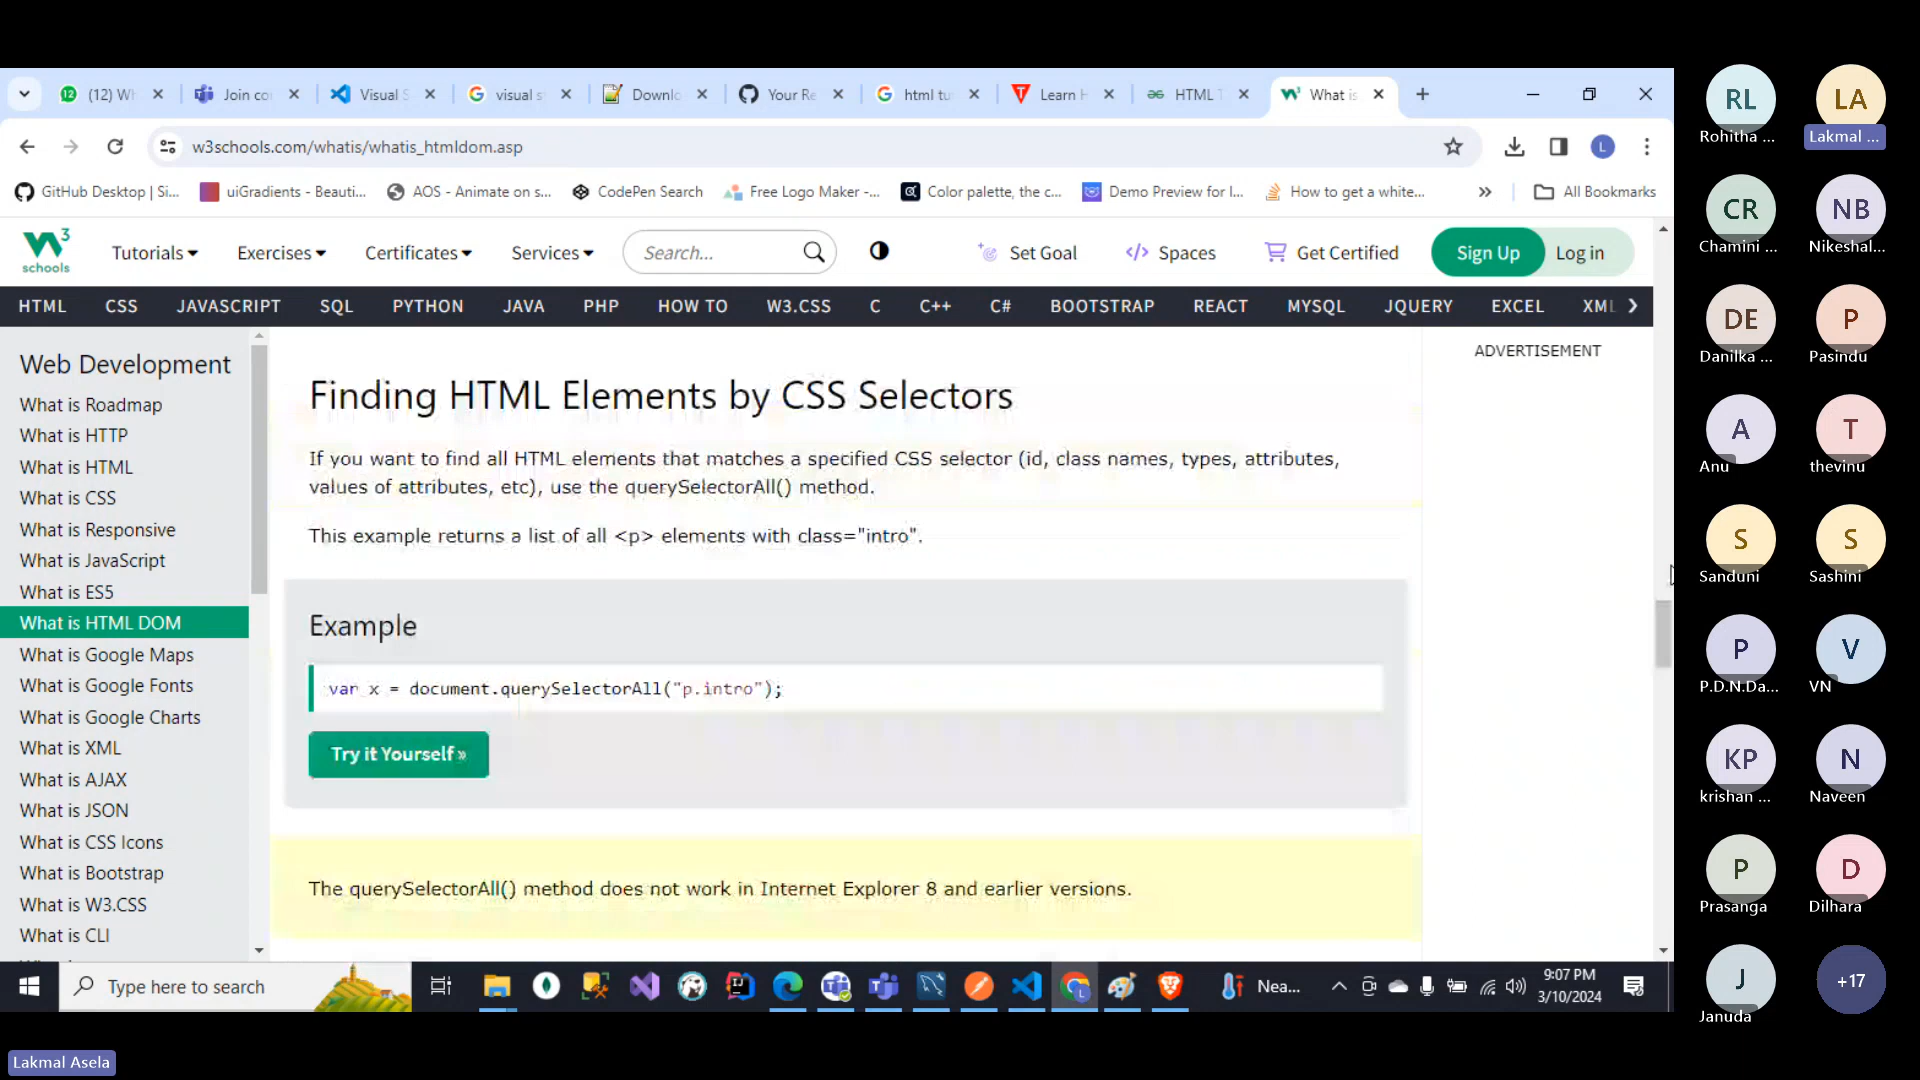 12 (12) Wh
Join co
Visual S
visual s
Downlo
Your Re
html tu
Learn H
HTML T
What is
w3schools.com/whatis/whatis_htmldom.asp
L
GitHub Desktop | Si...
uiGradients - Beauti...
AOS - Animate on s...
CodePen Search
Free Logo Maker -...
Color palette, the c...
Demo Preview for I...
How to get a white...
»
All Bookmarks
W3 schools
Tutorials
Exercises
Certificates
Services
Search...
Set Goal
Spaces
Get Certified
Sign Up
Log in
HTML CSS JAVASCRIPT SQL PYTHON JAVA PHP HOW TO W3.CSS C C++ C# BOOTSTRAP REACT MYSQL JQUERY EXCEL XML
Web Development
What is Roadmap
What is HTTP
What is HTML
What is CSS
What is Responsive
What is JavaScript
What is ES5
What is HTML DOM
What is Google Maps
What is Google Fonts
What is Google Charts
What is XML
What is AJAX
What is JSON
What is CSS Icons
What is Bootstrap
What is W3.CSS
What is CLI
Finding HTML Elements by CSS Selectors
If you want to find all HTML elements that matches a specified CSS selector (id, class names, types, attributes,
values of attributes, etc), use the querySelectorAll() method.
This example returns a list of all <p> elements with class="intro".
Example
var x = document.querySelectorAll("p.intro");
Try it Yourself »
The querySelectorAll() method does not work in Internet Explorer 8 and earlier versions.
ADVERTISEMENT
Type here to search
Nea...
9:07 PM
3/10/2024
RL
Rohitha ...
LA
Lakmal ...
CR
Chamini ...
NB
Nikeshal...
DE
Danilka ...
P
Pasindu
A
Anu
T
thevinu
S
Sanduni
S
Sashini
P
P.D.N.Da...
V
VN
KP
krishan ...
N
Naveen
P
Prasanga
D
Dilhara
J
Januda
+17
Lakmal Asela